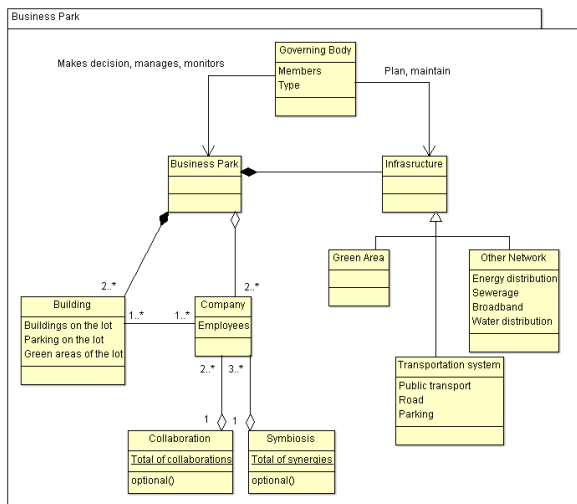 Business Park
Governing Body
Members
Type
Makes decision, manages, monitors
Plan, maintain
Business Park
Infrasructure
Green Area
Other Network
Energy distribution
Sewerage
Broadband
Water distribution
2..*
2..*
Building
Buildings on the lot
Parking on the lot
Green areas of the lot
1..*
1..*
Company
Employees
Transportation system
Public transport
Road
Parking
2..*
3..*
1
1
Collaboration
Total of collaborations
optional()
Symbiosis
Total of synergies
optional()